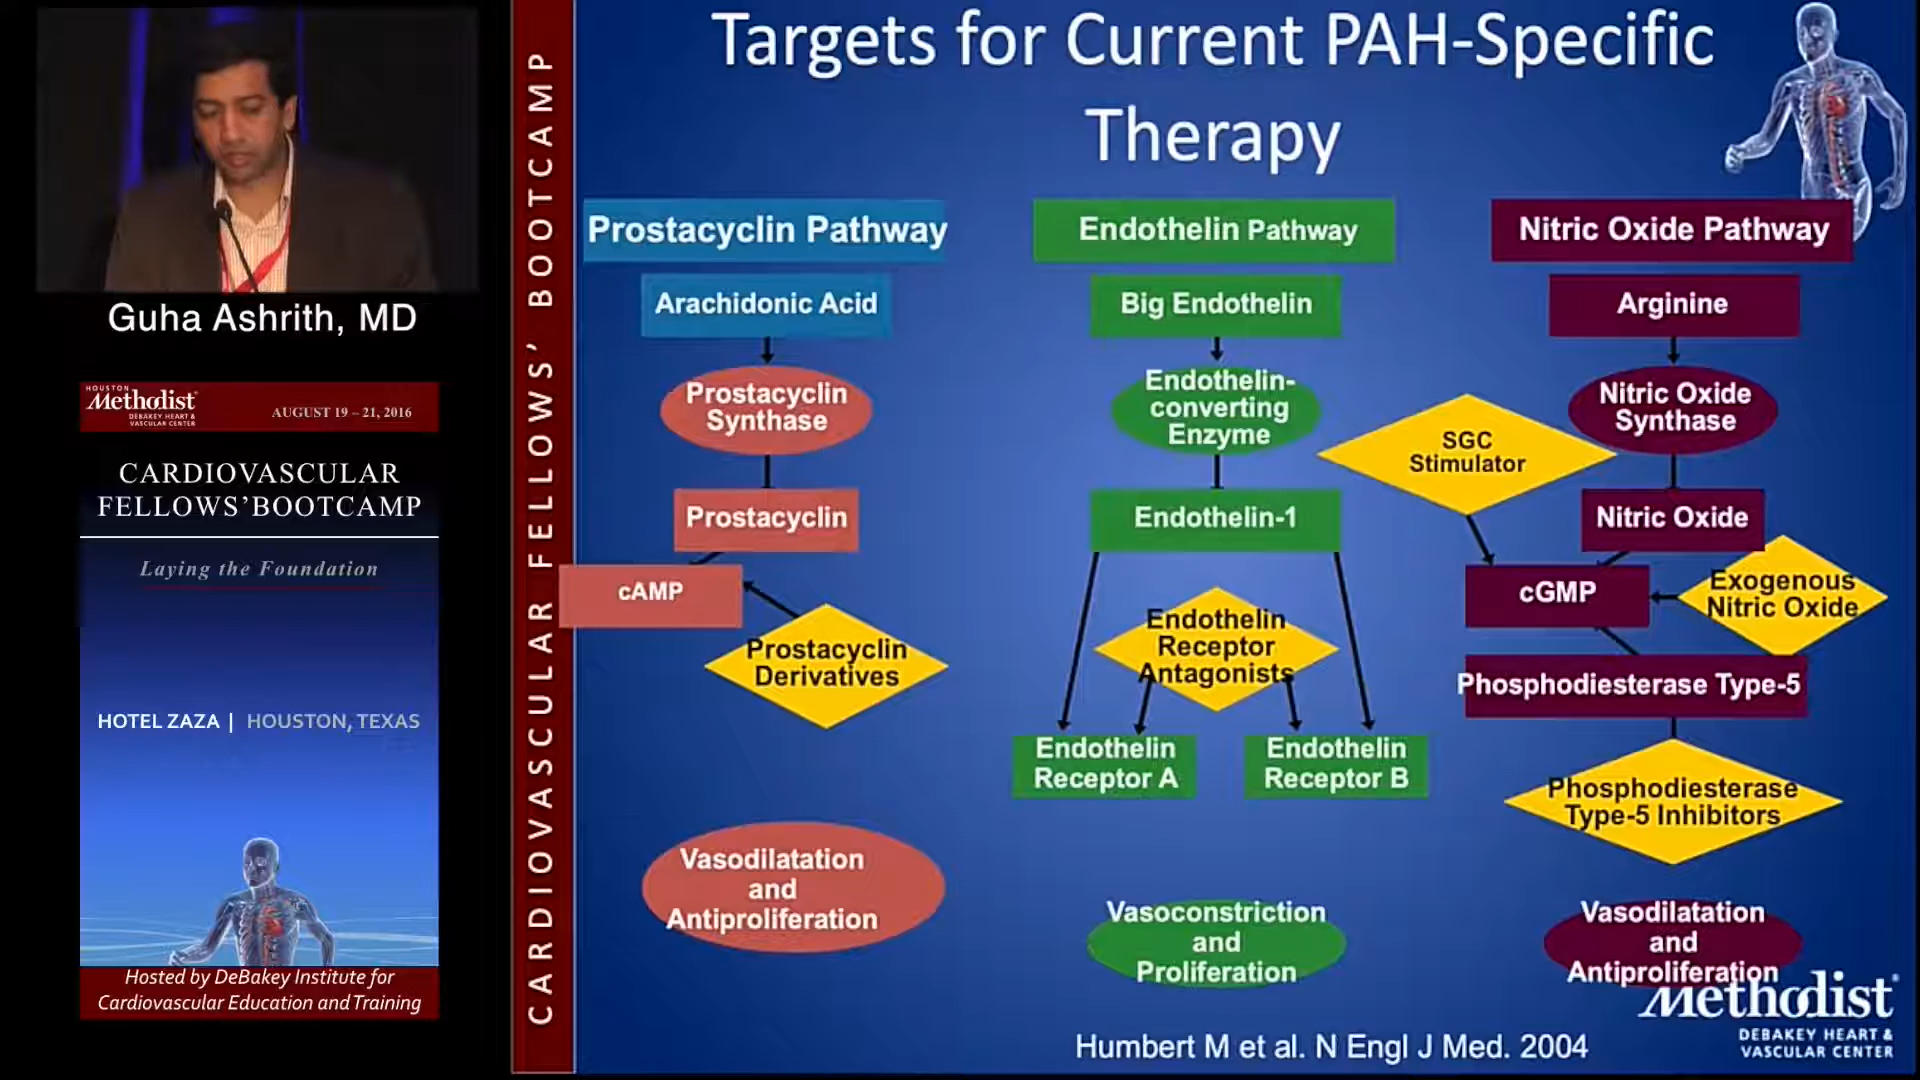 Guha Ashrith, MD
HOUSTON
Methodist
DEBAKEY HEART &
VASCULAR CENTER
AUGUST 19 – 21, 2016
CARDIOVASCULAR
FELLOWS'BOOTCAMP
Laying the Foundation
HOTEL ZAZA | HOUSTON, TEXAS
Hosted by DeBakey Institute for
Cardiovascular Education and Training
CARDIOVASCULAR FELLOWS' BOOTCAMP
Targets for Current PAH-Specific
Therapy
Prostacyclin Pathway
Arachidonic Acid
Prostacyclin
Synthase
Prostacyclin
cAMP
Prostacyclin
Derivatives
Vasodilatation
and
Antiproliferation
Endothelin Pathway
Big Endothelin
Endothelin-
converting
Enzyme
Endothelin-1
Endothelin
Receptor
Antagonists
Endothelin
Receptor A
Endothelin
Receptor B
Vasoconstriction
and
Proliferation
Nitric Oxide Pathway
Arginine
Nitric Oxide
Synthase
SGC
Stimulator
Nitric Oxide
cGMP
Exogenous
Nitric Oxide
Phosphodiesterase Type-5
Phosphodiesterase
Type-5 Inhibitors
Vasodilatation
and
Antiproliferation
Humbert M et al. N Engl J Med. 2004
Methodist
DEBAKEY HEART &
VASCULAR CENTER